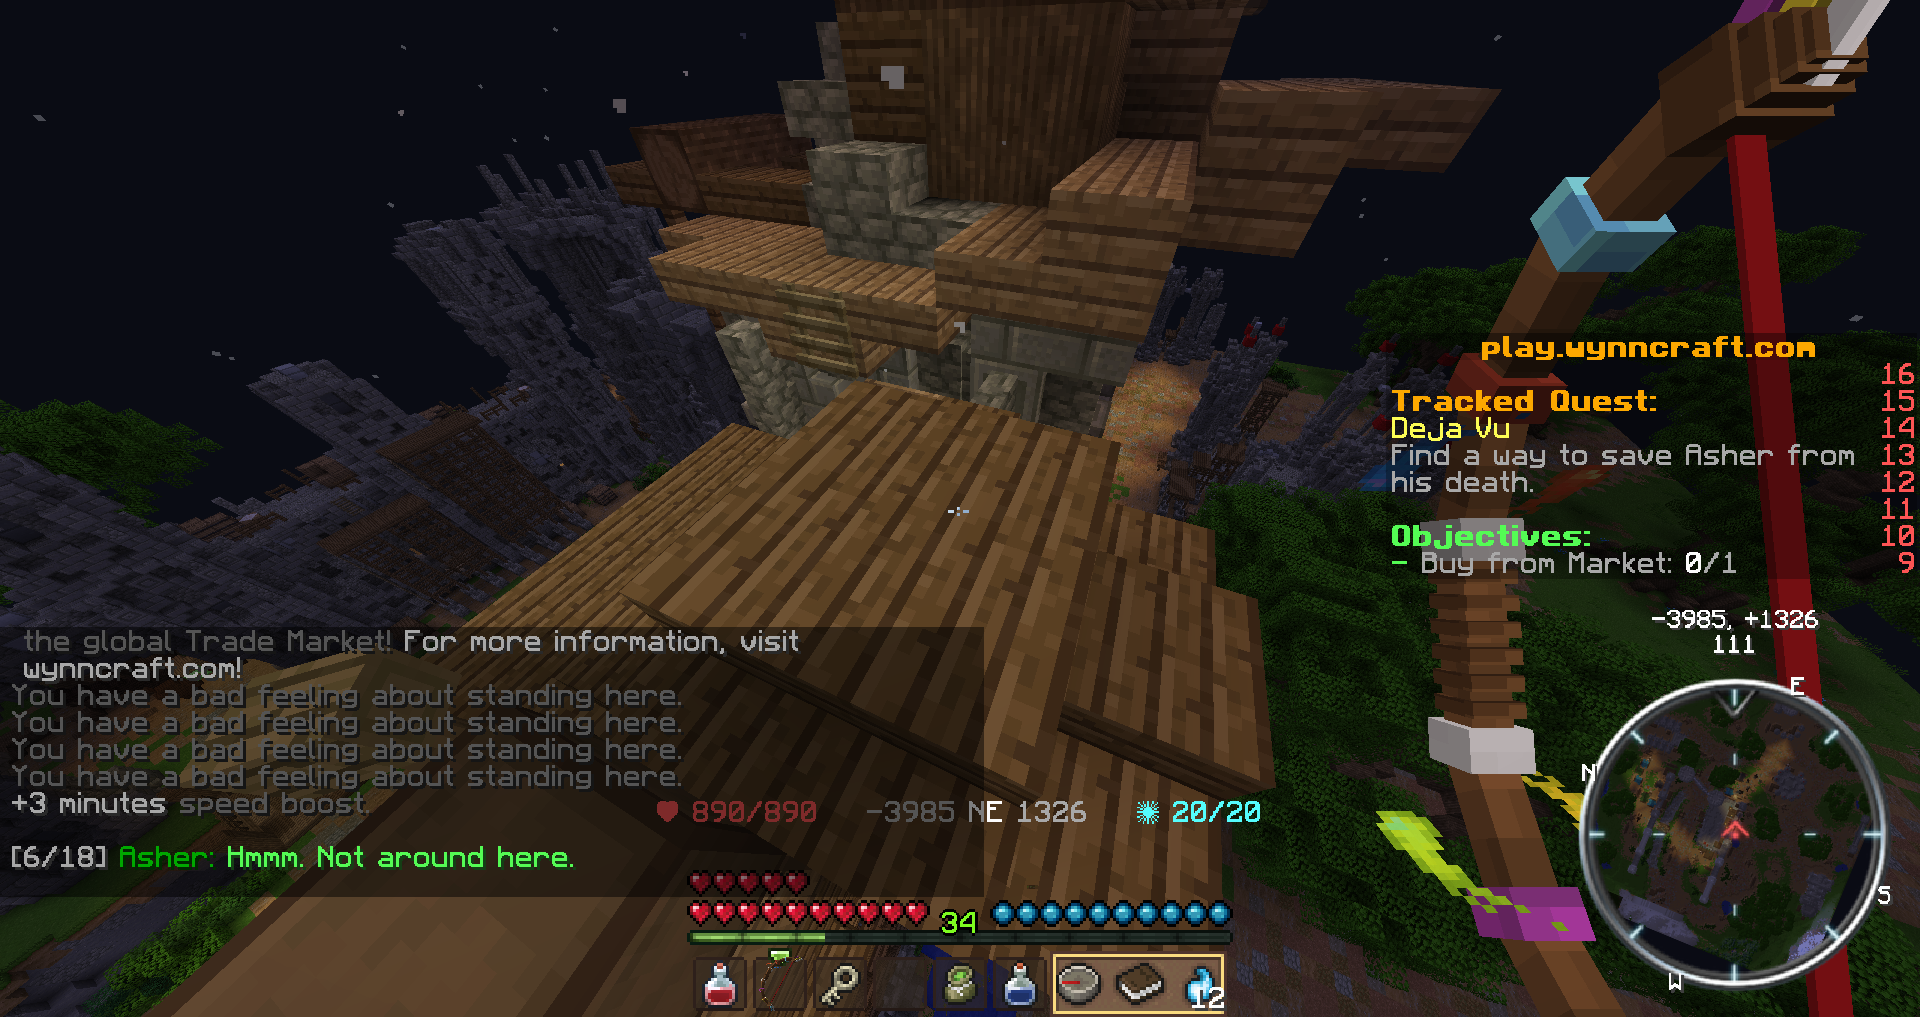 play.wynncraft.com
16
Tracked Quest: 15
Deja Vu 14
Find a way to save Asher from 13
his death. 12
11
Objectives: 10
- Buy from Market: 0/1 9
-3985, +1326
111
E
N
S
W
the global Trade Market! For more information, visit
wynncraft.com!
You have a bad feeling about standing here.
You have a bad feeling about standing here.
You have a bad feeling about standing here.
You have a bad feeling about standing here.
+3 minutes speed boost.
890/890 -3985 NE 1326 20/20
[6/18] Asher: Hmmm. Not around here.
34
12